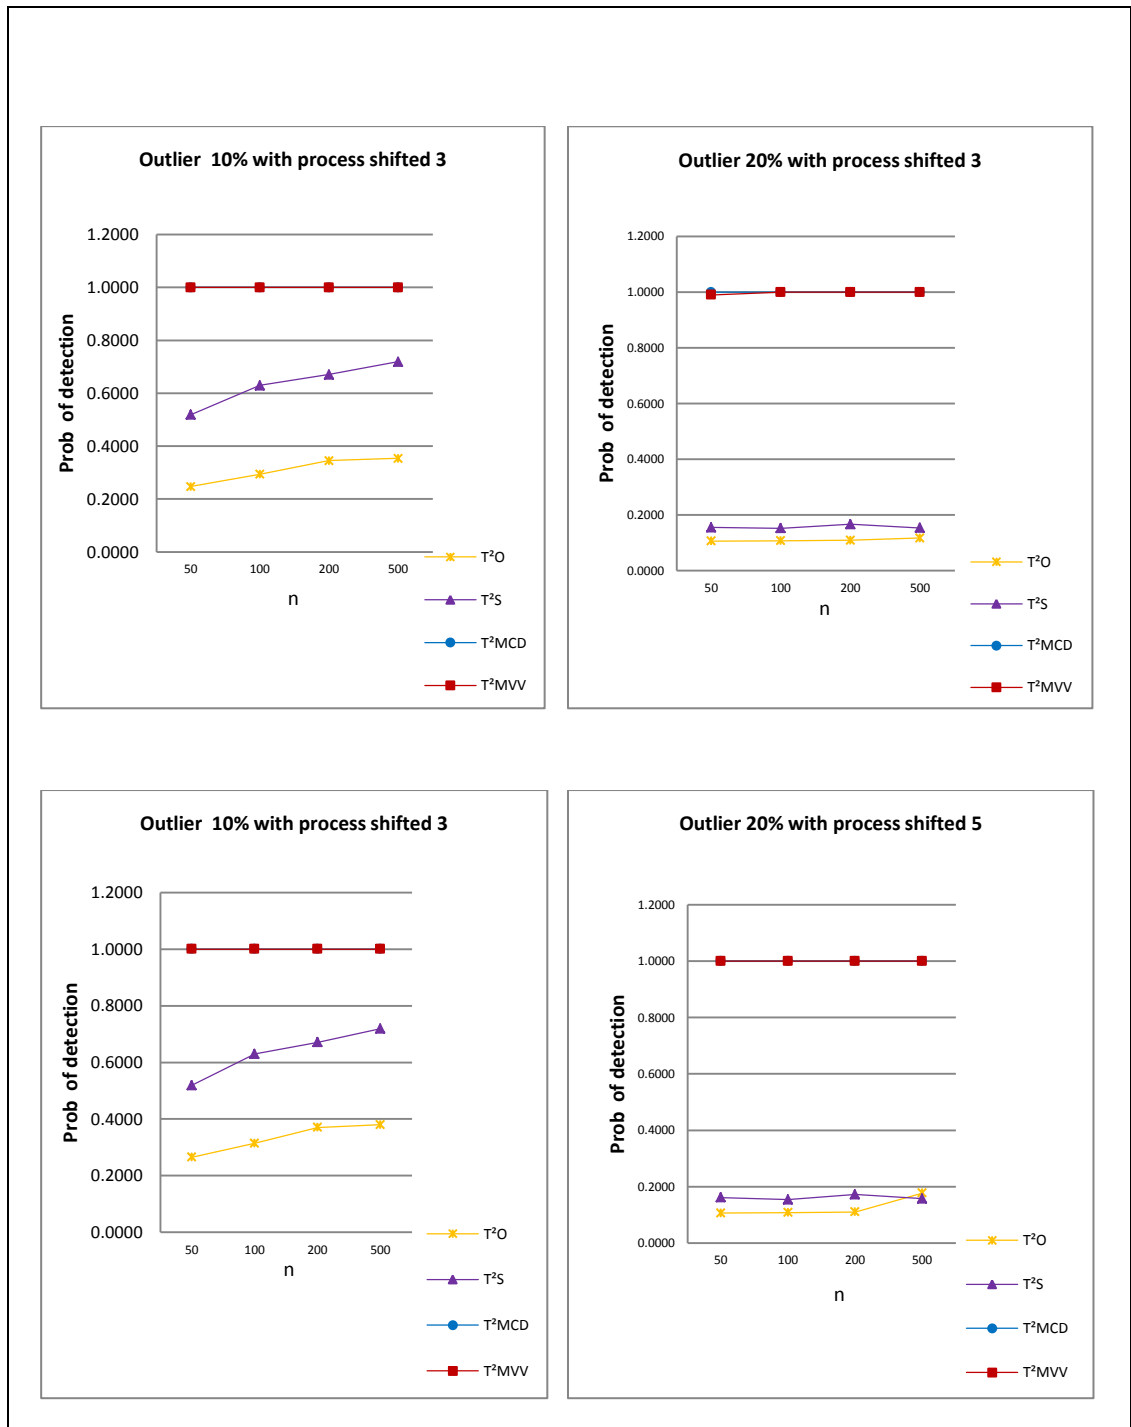 Outlier 10% with process shifted 3
1.2000
1.0000
0.8000
0.6000
0.4000
0.2000
0.0000
Prob of detection
50 100 200 500
n
T²O
T²S
T²MCD
T²MVV
Outlier 20% with process shifted 3
1.2000
1.0000
0.8000
0.6000
0.4000
0.2000
0.0000
Prob of detection
50 100 200 500
n
T²O
T²S
T²MCD
T²MVV
Outlier 10% with process shifted 3
1.2000
1.0000
0.8000
0.6000
0.4000
0.2000
0.0000
Prob of detection
50 100 200 500
n
T²O
T²S
T²MCD
T²MVV
Outlier 20% with process shifted 5
1.2000
1.0000
0.8000
0.6000
0.4000
0.2000
0.0000
Prob of detection
50 100 200 500
n
T²O
T²S
T²MCD
T²MVV